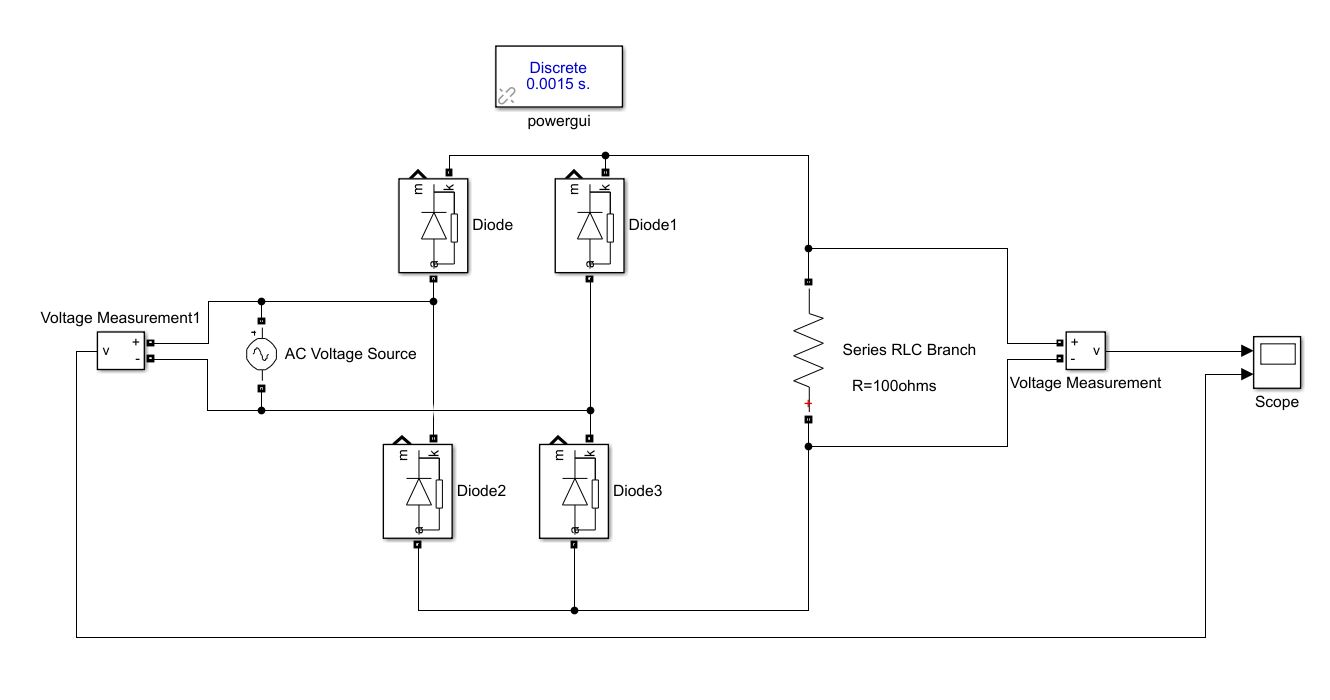 Discrete
0.0015 s.
powergui
m
k
a
Diode
m
k
a
Diode1
Voltage Measurement1
v
+
-
+
AC Voltage Source
Series RLC Branch
R=100ohms
+
+
-
v
Voltage Measurement
Scope
m
k
a
Diode2
m
k
a
Diode3